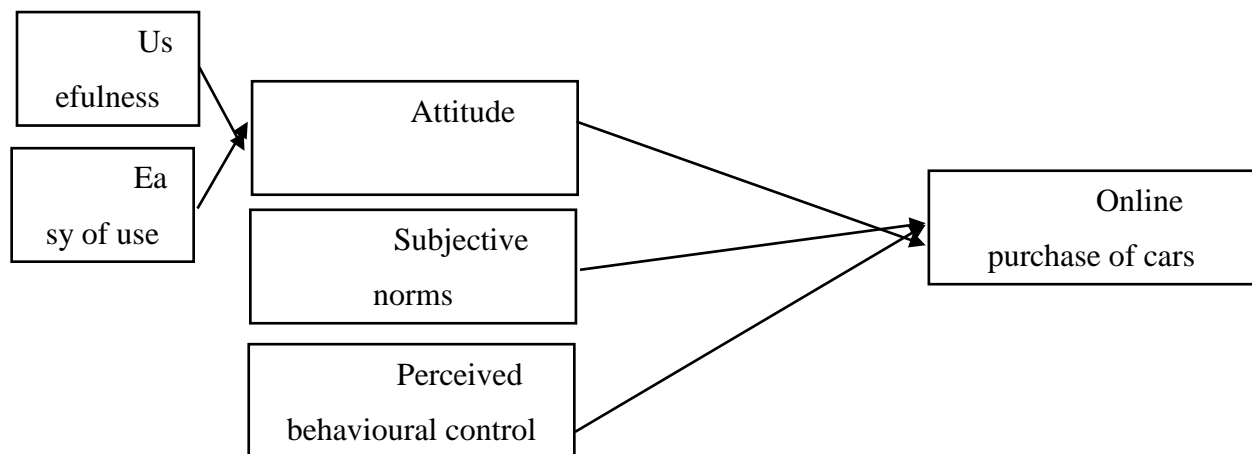 Us
efulness
Ea
sy of use
Attitude
Subjective
norms
Perceived
behavioural control
Online
purchase of cars